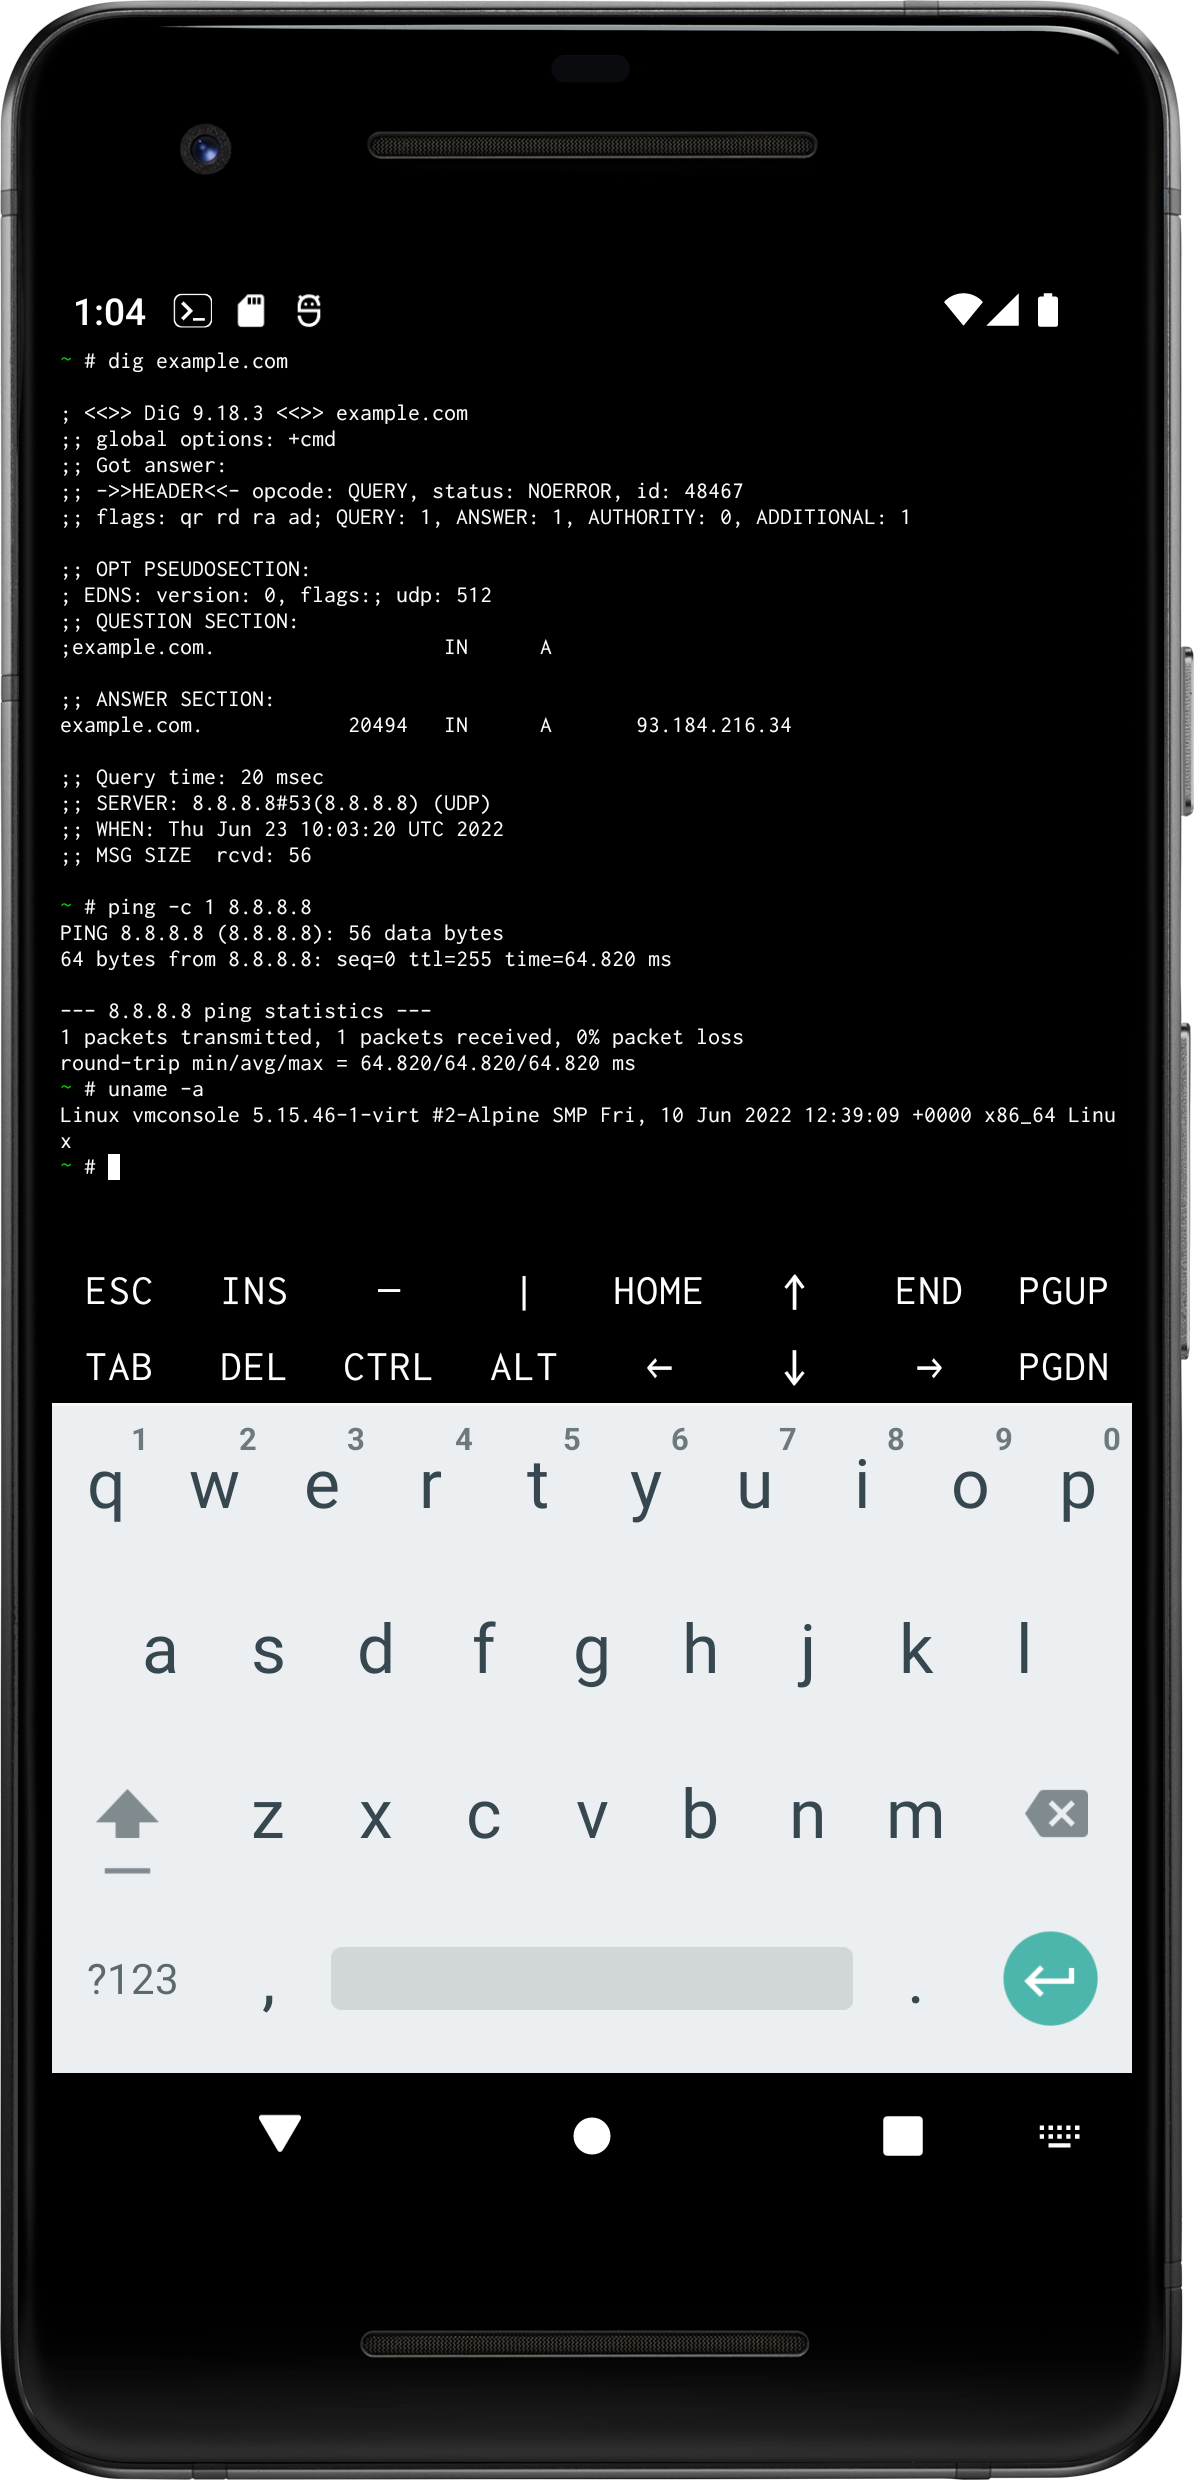 1:04
~ # dig example.com
; <<>> DiG 9.18.3 <<>> example.com
;; global options: +cmd
;; Got answer:
;; ->>HEADER<<- opcode: QUERY, status: NOERROR, id: 48467
;; flags: qr rd ra ad; QUERY: 1, ANSWER: 1, AUTHORITY: 0, ADDITIONAL: 1
;; OPT PSEUDOSECTION:
; EDNS: version: 0, flags:; udp: 512
;; QUESTION SECTION:
;example.com. IN A
;; ANSWER SECTION:
example.com. 20494 IN A 93.184.216.34
;; Query time: 20 msec
;; SERVER: 8.8.8.8#53(8.8.8.8) (UDP)
;; WHEN: Thu Jun 23 10:03:20 UTC 2022
;; MSG SIZE  rcvd: 56
~ # ping -c 1 8.8.8.8
PING 8.8.8.8 (8.8.8.8): 56 data bytes
64 bytes from 8.8.8.8: seq=0 ttl=255 time=64.820 ms
--- 8.8.8.8 ping statistics ---
1 packets transmitted, 1 packets received, 0% packet loss
round-trip min/avg/max = 64.820/64.820/64.820 ms
~ # uname -a
Linux vmconsole 5.15.46-1-virt #2-Alpine SMP Fri, 10 Jun 2022 12:39:09 +0000 x86_64 Linu
x
~ #
ESC INS — | HOME ↑ END PGUP
TAB DEL CTRL ALT ← ↓ → PGDN
1 2 3 4 5 6 7 8 9 0
q w e r t y u i o p
a s d f g h j k l
z x c v b n m
?123 , .